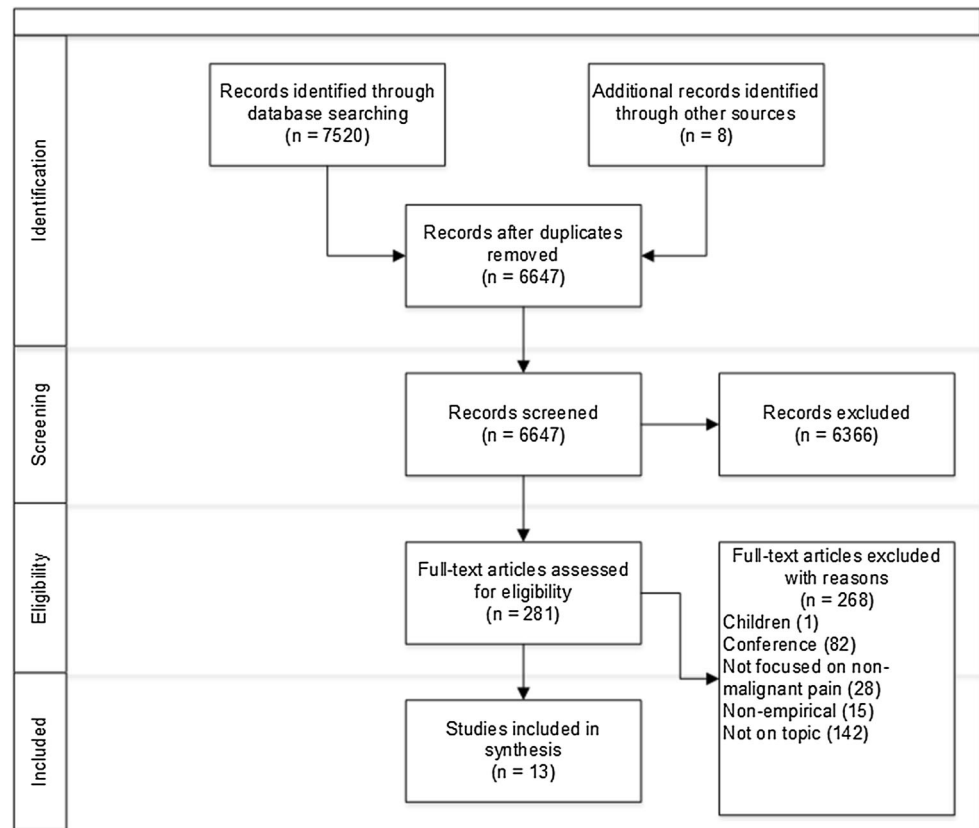 Identification
Records identified through
database searching
(n = 7520)
Additional records identified
through other sources
(n = 8)
Records after duplicates
removed
(n = 6647)
Screening
Records screened
(n = 6647)
Records excluded
(n = 6366)
Eligibility
Full-text articles assessed
for eligibility
(n = 281)
Full-text articles excluded
with reasons
(n = 268)
Children (1)
Conference (82)
Not focused on non-
malignant pain (28)
Non-empirical (15)
Not on topic (142)
Included
Studies included in
synthesis
(n = 13)